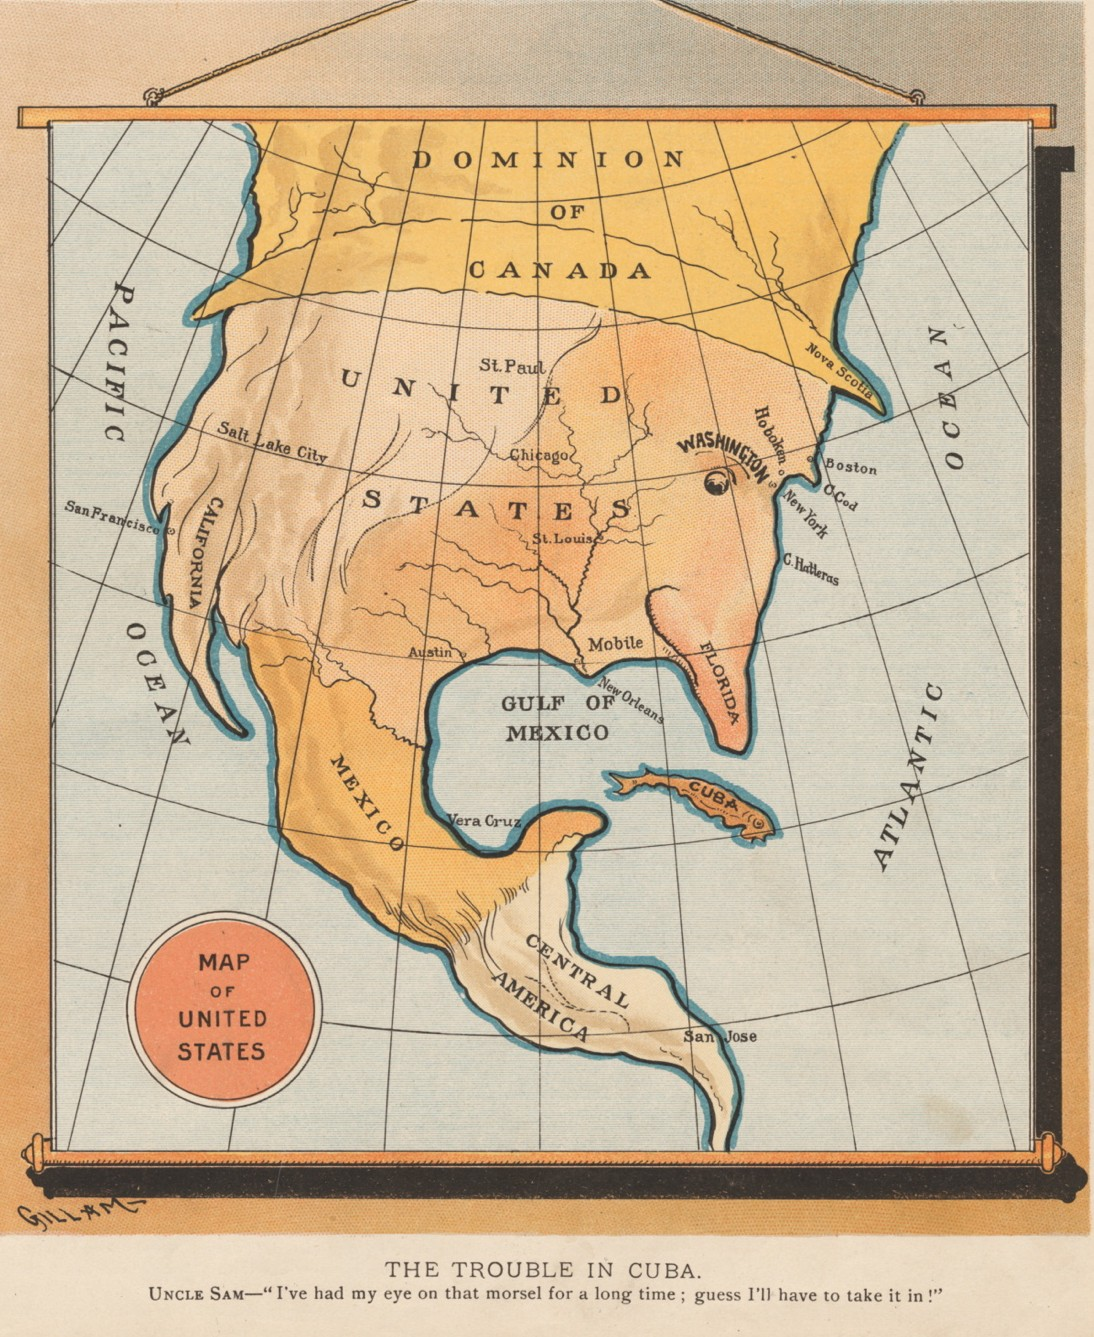 DOMINION
OF
CANADA
PACIFIC
OCEAN
Nova Scotia
OCEAN
ATLANTIC
UNITED
St. Paul
Salt Lake City
Chicago
WASHINGTON
Hoboken
Boston
C. Cod
New York
STATES
San Francisco
CALIFORNIA
St. Louis
C. Hatteras
Austin
Mobile
New Orleans
FLORIDA
GULF OF
MEXICO
MEXICO
Vera Cruz
CUBA
CENTRAL
AMERICA
San Jose
MAP
OF
UNITED
STATES
GILLAM
THE TROUBLE IN CUBA.
UNCLE SAM—“I've had my eye on that morsel for a long time; guess I'll have to take it in!”